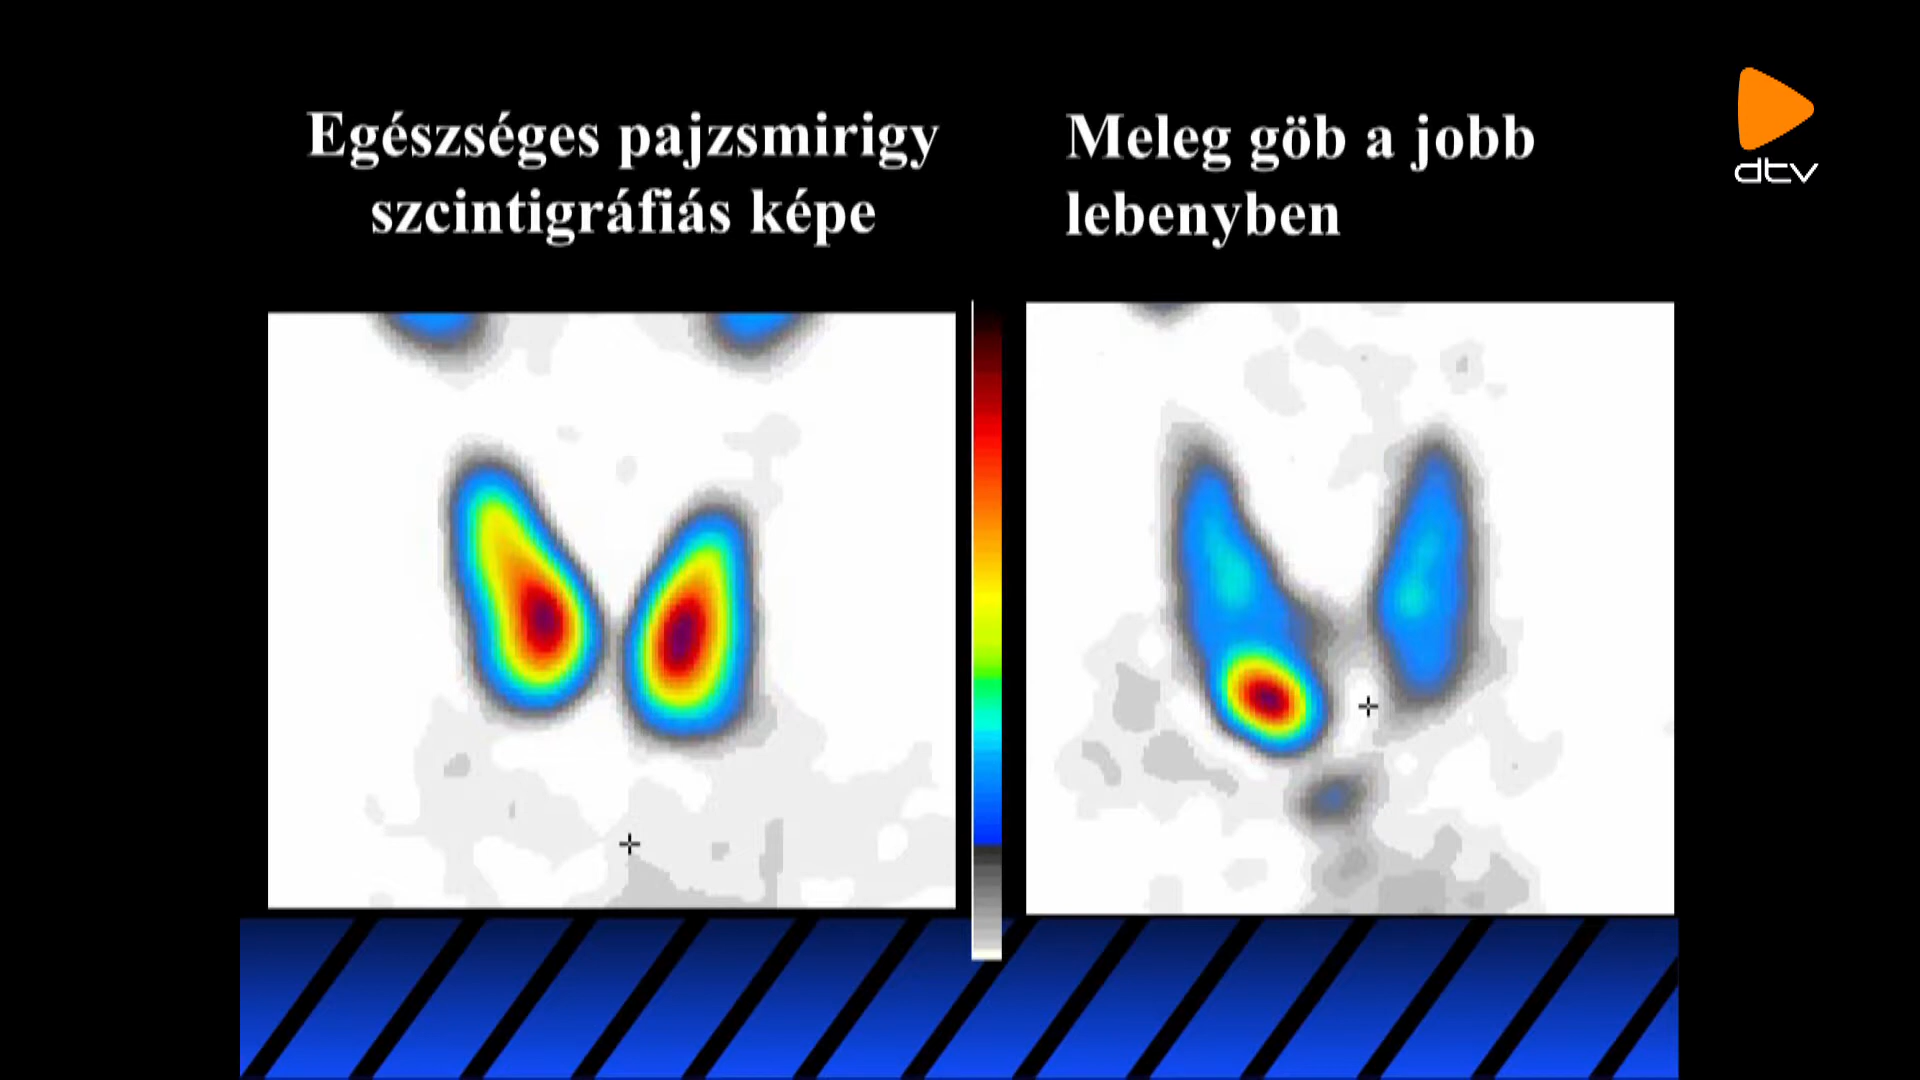 Egészséges pajzsmirigy
szcintigráfiás képe
Meleg göb a jobb
lebenyben
dtv